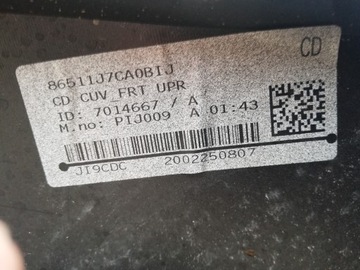 86511J7CA0BIJ
CD
CD CUV FRT UPR
ID: 7014667 / A
M.no: PIJ009 A 01:43
JI9CDC 2002250807